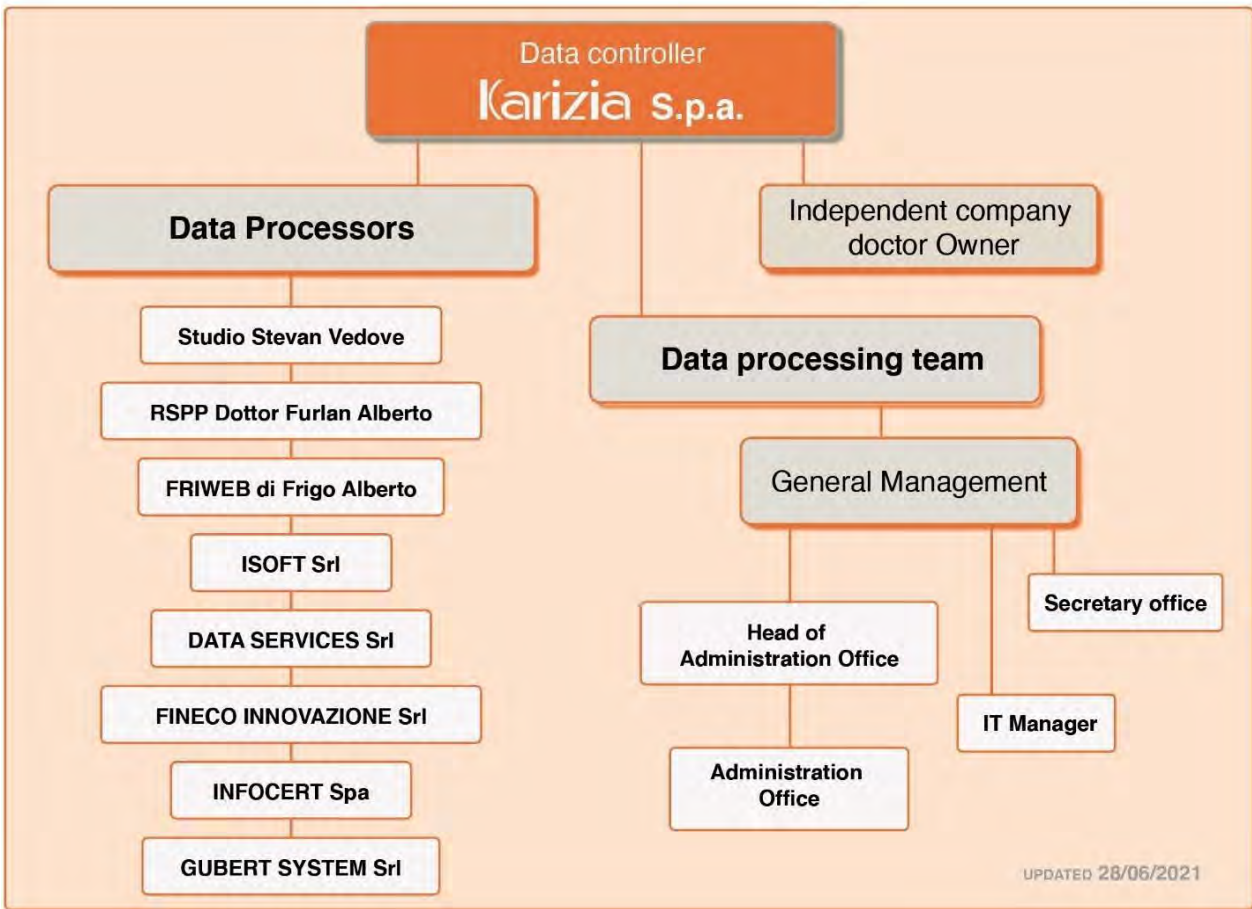 Data controller
Karizia S.p.a.
Data Processors
Studio Stevan Vedove
RSPP Dottor Furlan Alberto
FRIWEB di Frigo Alberto
ISOFT Srl
DATA SERVICES Srl
FINECO INNOVAZIONE Srl
INFOCERT Spa
GUBERT SYSTEM Srl
Independent company
doctor Owner
Data processing team
General Management
Head of
Administration Office
Administration
Office
IT Manager
Secretary office
UPDATED 28/06/2021